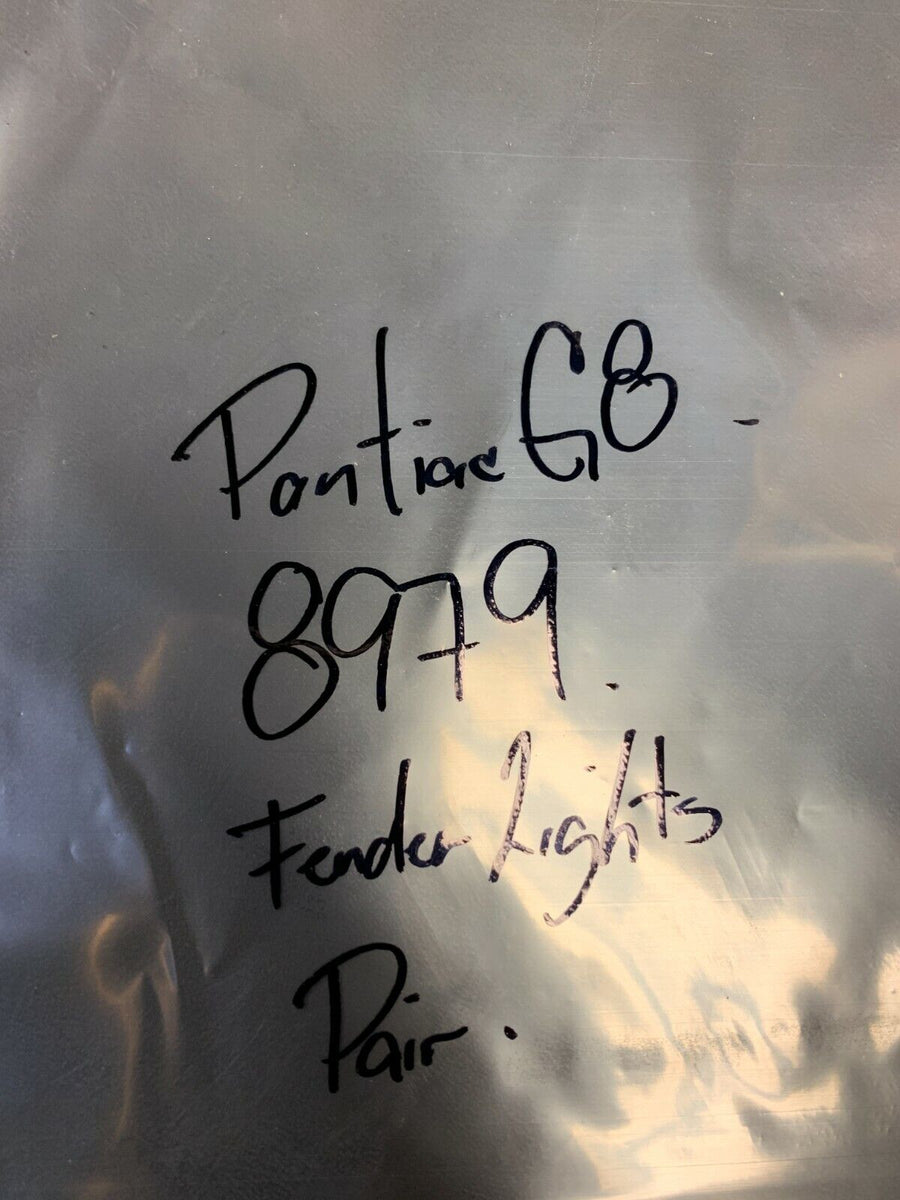 Pontiac G8 -
8979.
Fender Lights
Pair.